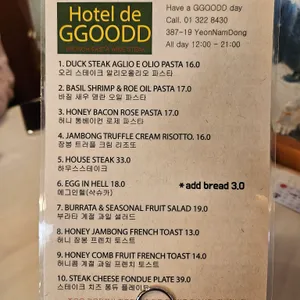 Hotel de
GGOODD
Have a GGOODD day
Call. 01 322 8430
387-19 YeonNamDong
All day 12:00 - 21:00
1. DUCK STEAK AGLIO E OLIO PASTA 16.0
오리 스테이크 알리오올리오 파스타
2. BASIL SHRIMP & ROE OIL PASTA 17.0
바질 새우 명란 오일 파스타
3. HONEY BACON ROSE PASTA 17.0
허니 통베이컨 로제 파스타
4. JAMBONG TRUFFLE CREAM RISOTTO. 16.0
잠봉 트러플 크림 리조또
5. HOUSE STEAK 33.0
하우스스테이크
6. EGG IN HELL 18.0
에그인헬(샥슈카)
*add bread 3.0
7. BURRATA & SEASONAL FRUIT SALAD 19.0
부라타 계절 과일 샐러드
8. HONEY JAMBONG FRENCH TOAST 13.0
허니 잠봉 프렌치 토스트
9. HONEY COMB FRUIT FRENCH TOAST 14.0
허니콤 계절 과일 프렌치 토스트
10. STEAK CHEESE FONDUE PLATE 39.0
스테이크 치즈 퐁듀 플레이트